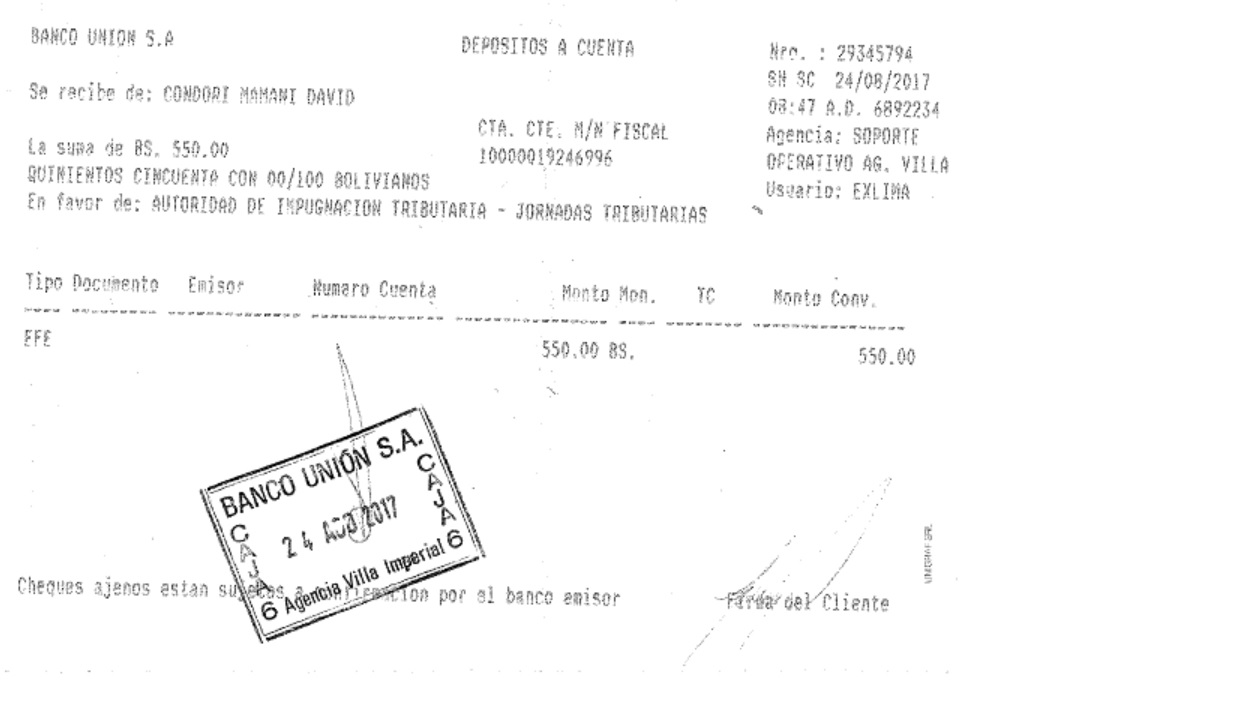 BANCO UNION S.A
DEPOSITOS A CUENTA
Nro. : 29345794
SN SC 24/08/2017
08:47 A.D. 6892234
Agencia: SOPORTE
OPERATIVO AG. VILLA
Usuario: EXLIMA
Se recibe de: CONDORI MAMANI DAVID
CTA. CTE. M/N FISCAL
10000019246996
La suma de BS. 550.00
QUINIENTOS CINCUENTA CON 00/100 BOLIVIANOS
En favor de: AUTORIDAD DE IMPUGNACION TRIBUTARIA - JORNADAS TRIBUTARIAS
Tipo Documento Emisor Numero Cuenta Monto Mon. TC Monto Conv.
EFE 550.00 BS. 550.00
BANCO UNIÓN S.A.
CAJA
24 AGO 2017
CAJA
6 Agencia Villa Imperial 6
Cheques ajenos estan sujetos a confirmacion por el banco emisor
Firma del Cliente